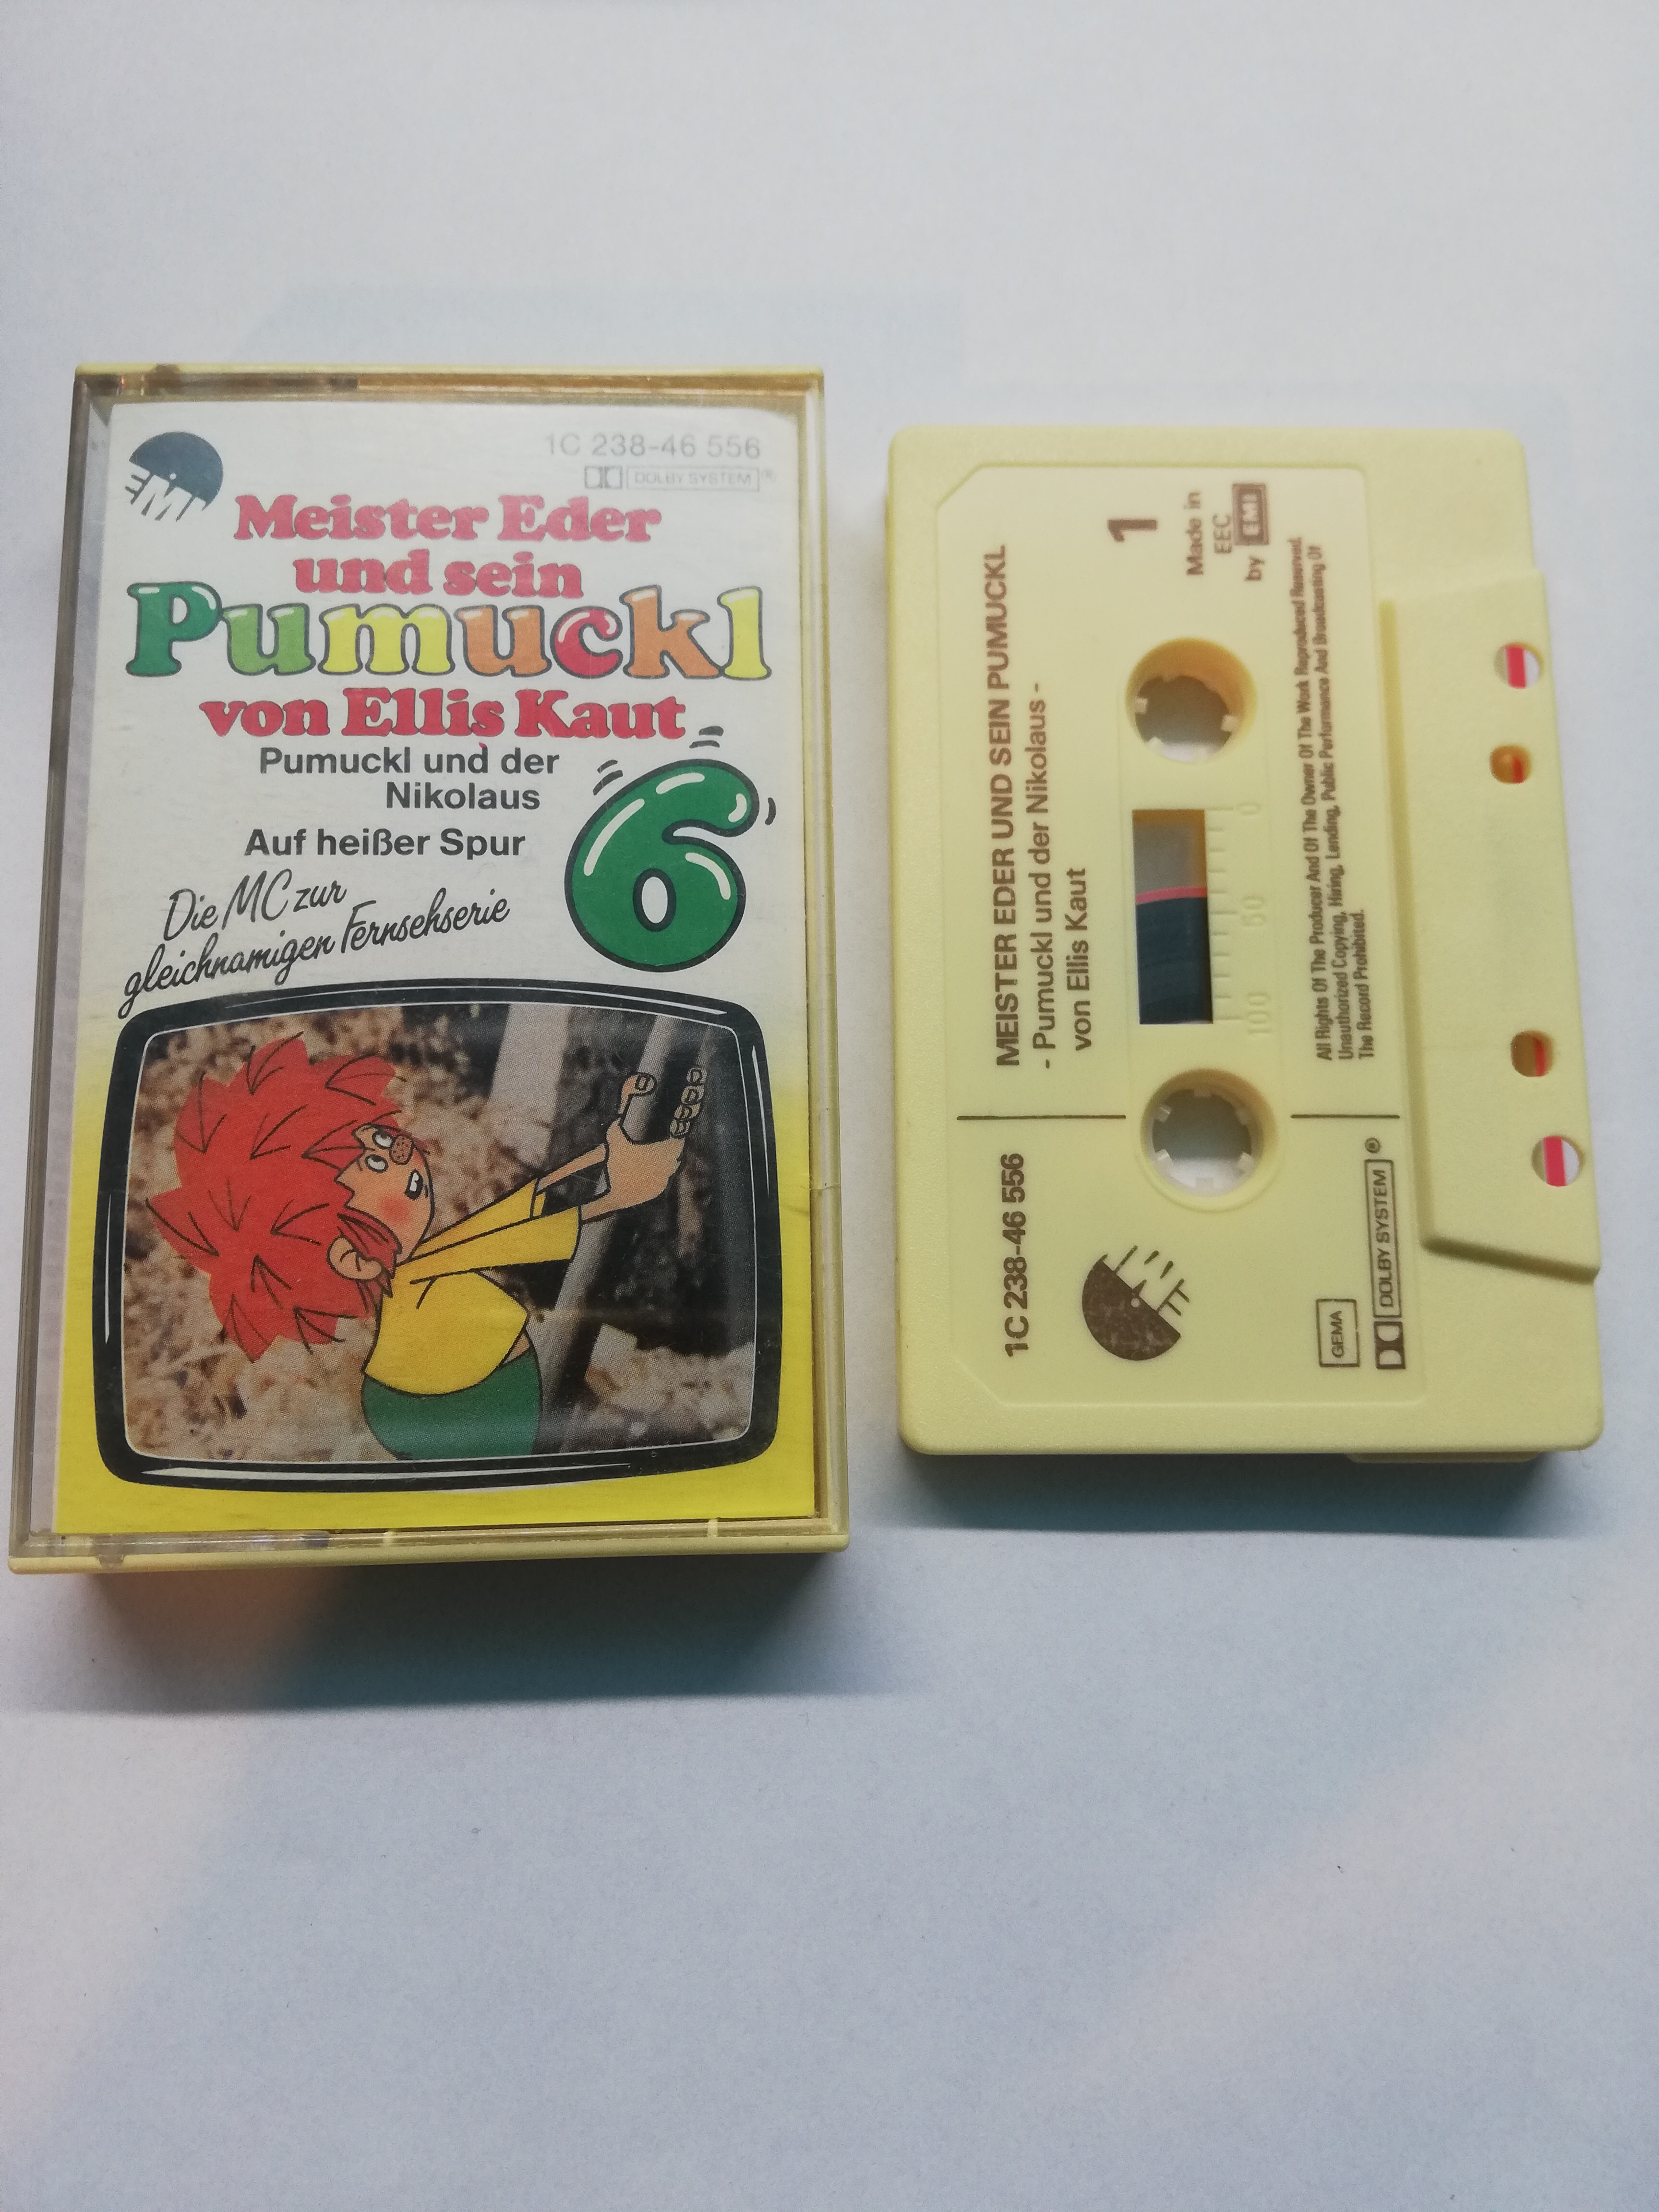 EMI
1C 238-46 556
DOLBY SYSTEM®
Meister Eder
und sein
Pumuckl
von Ellis Kaut
Pumuckl und der
Nikolaus
Auf heißer Spur
6
Die MC zur
gleichnamigen Fernsehserie
MEISTER EDER UND SEIN PUMUCKL
- Pumuckl und der Nikolaus -
von Ellis Kaut
1
Made in
EEC
by EMI
100 50 0
All Rights Of The Producer And Of The Owner Of The Work Reproduced Reserved.
Unauthorized Copying, Hiring, Lending, Public Performance And Broadcasting Of
The Record Prohibited.
1C 238-46 556
GEMA
DOLBY SYSTEM®